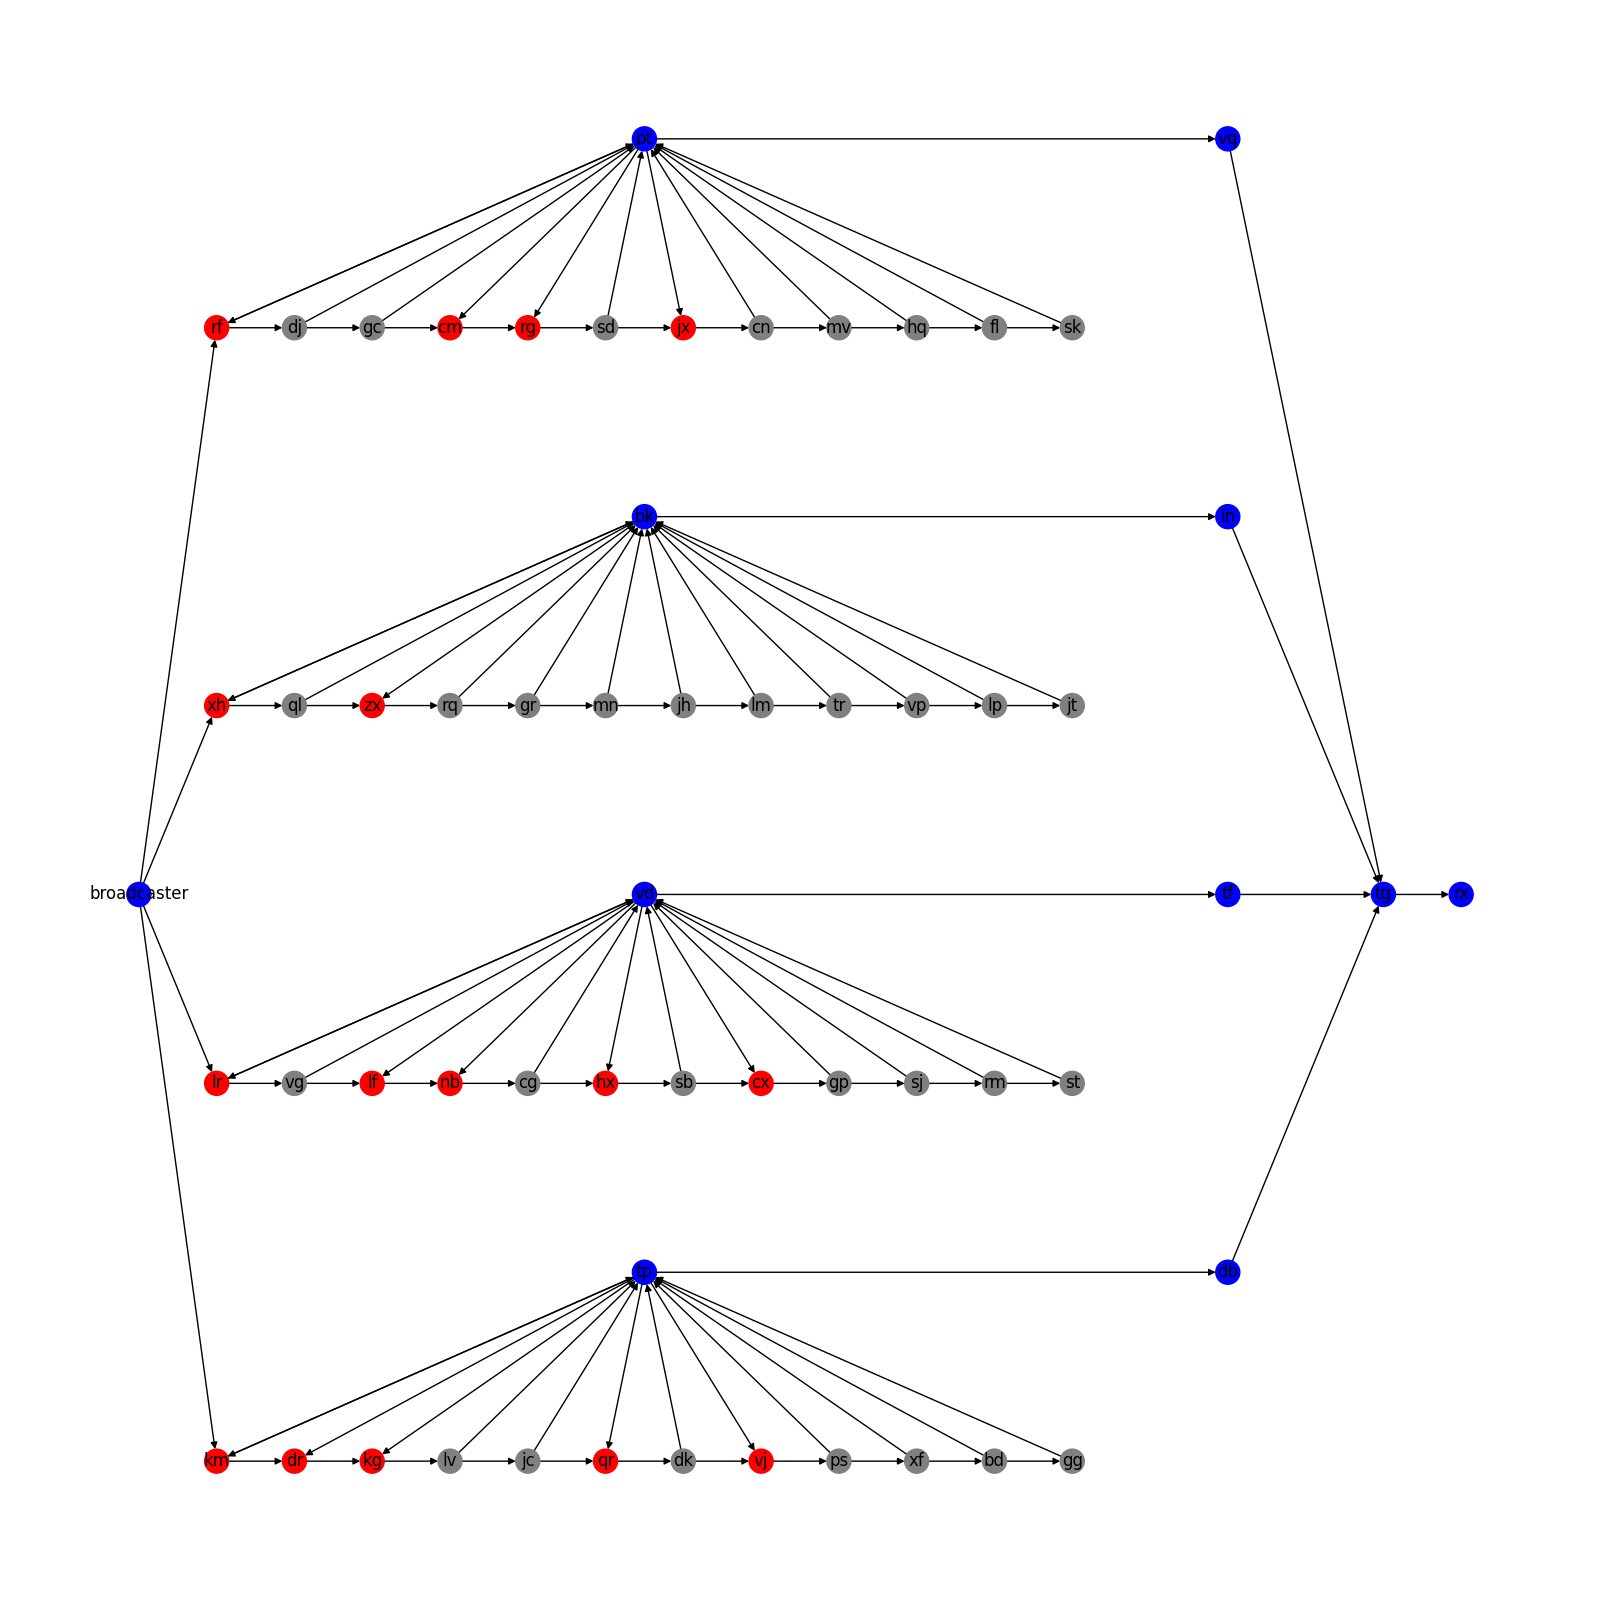 pt vq
rf dj gc cm rg sd jx cn mv hq fl sk
bk ln
xh ql zx rq gr mn jh lm tr vp lp jt
broadcaster vd tf tg rx
lr vg lf nb cg hx sb cx gp sj rm st
tp db
km dr kg lv jc qr dk vj ps xf bd gg